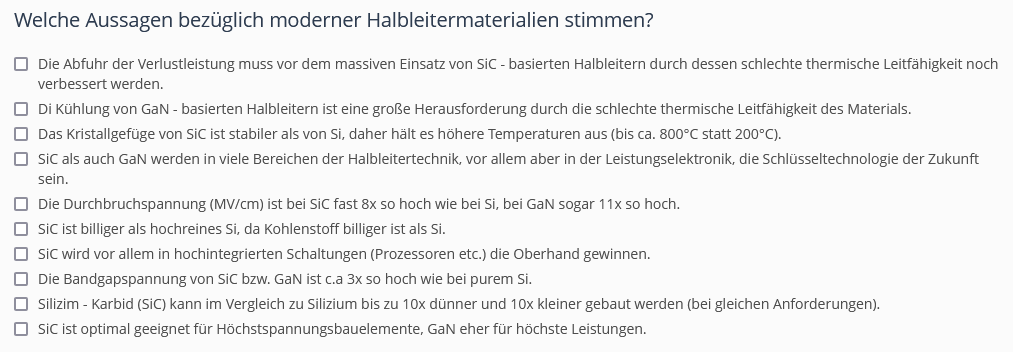 Welche Aussagen bezüglich moderner Halbleitermaterialien stimmen?
Die Abfuhr der Verlustleistung muss vor dem massiven Einsatz von SiC - basierten Halbleitern durch dessen schlechte thermische Leitfähigkeit noch
verbessert werden.
Di Kühlung von GaN - basierten Halbleitern ist eine große Herausforderung durch die schlechte thermische Leitfähigkeit des Materials.
Das Kristallgefüge von SiC ist stabiler als von Si, daher hält es höhere Temperaturen aus (bis ca. 800°C statt 200°C).
SiC als auch GaN werden in viele Bereichen der Halbleitertechnik, vor allem aber in der Leistungselektronik, die Schlüsseltechnologie der Zukunft
sein.
Die Durchbruchspannung (MV/cm) ist bei SiC fast 8x so hoch wie bei Si, bei GaN sogar 11x so hoch.
SiC ist billiger als hochreines Si, da Kohlenstoff billiger ist als Si.
SiC wird vor allem in hochintegrierten Schaltungen (Prozessoren etc.) die Oberhand gewinnen.
Die Bandgapspannung von SiC bzw. GaN ist c.a 3x so hoch wie bei purem Si.
Silizim - Karbid (SiC) kann im Vergleich zu Silizium bis zu 10x dünner und 10x kleiner gebaut werden (bei gleichen Anforderungen).
SiC ist optimal geeignet für Höchstspannungsbauelemente, GaN eher für höchste Leistungen.